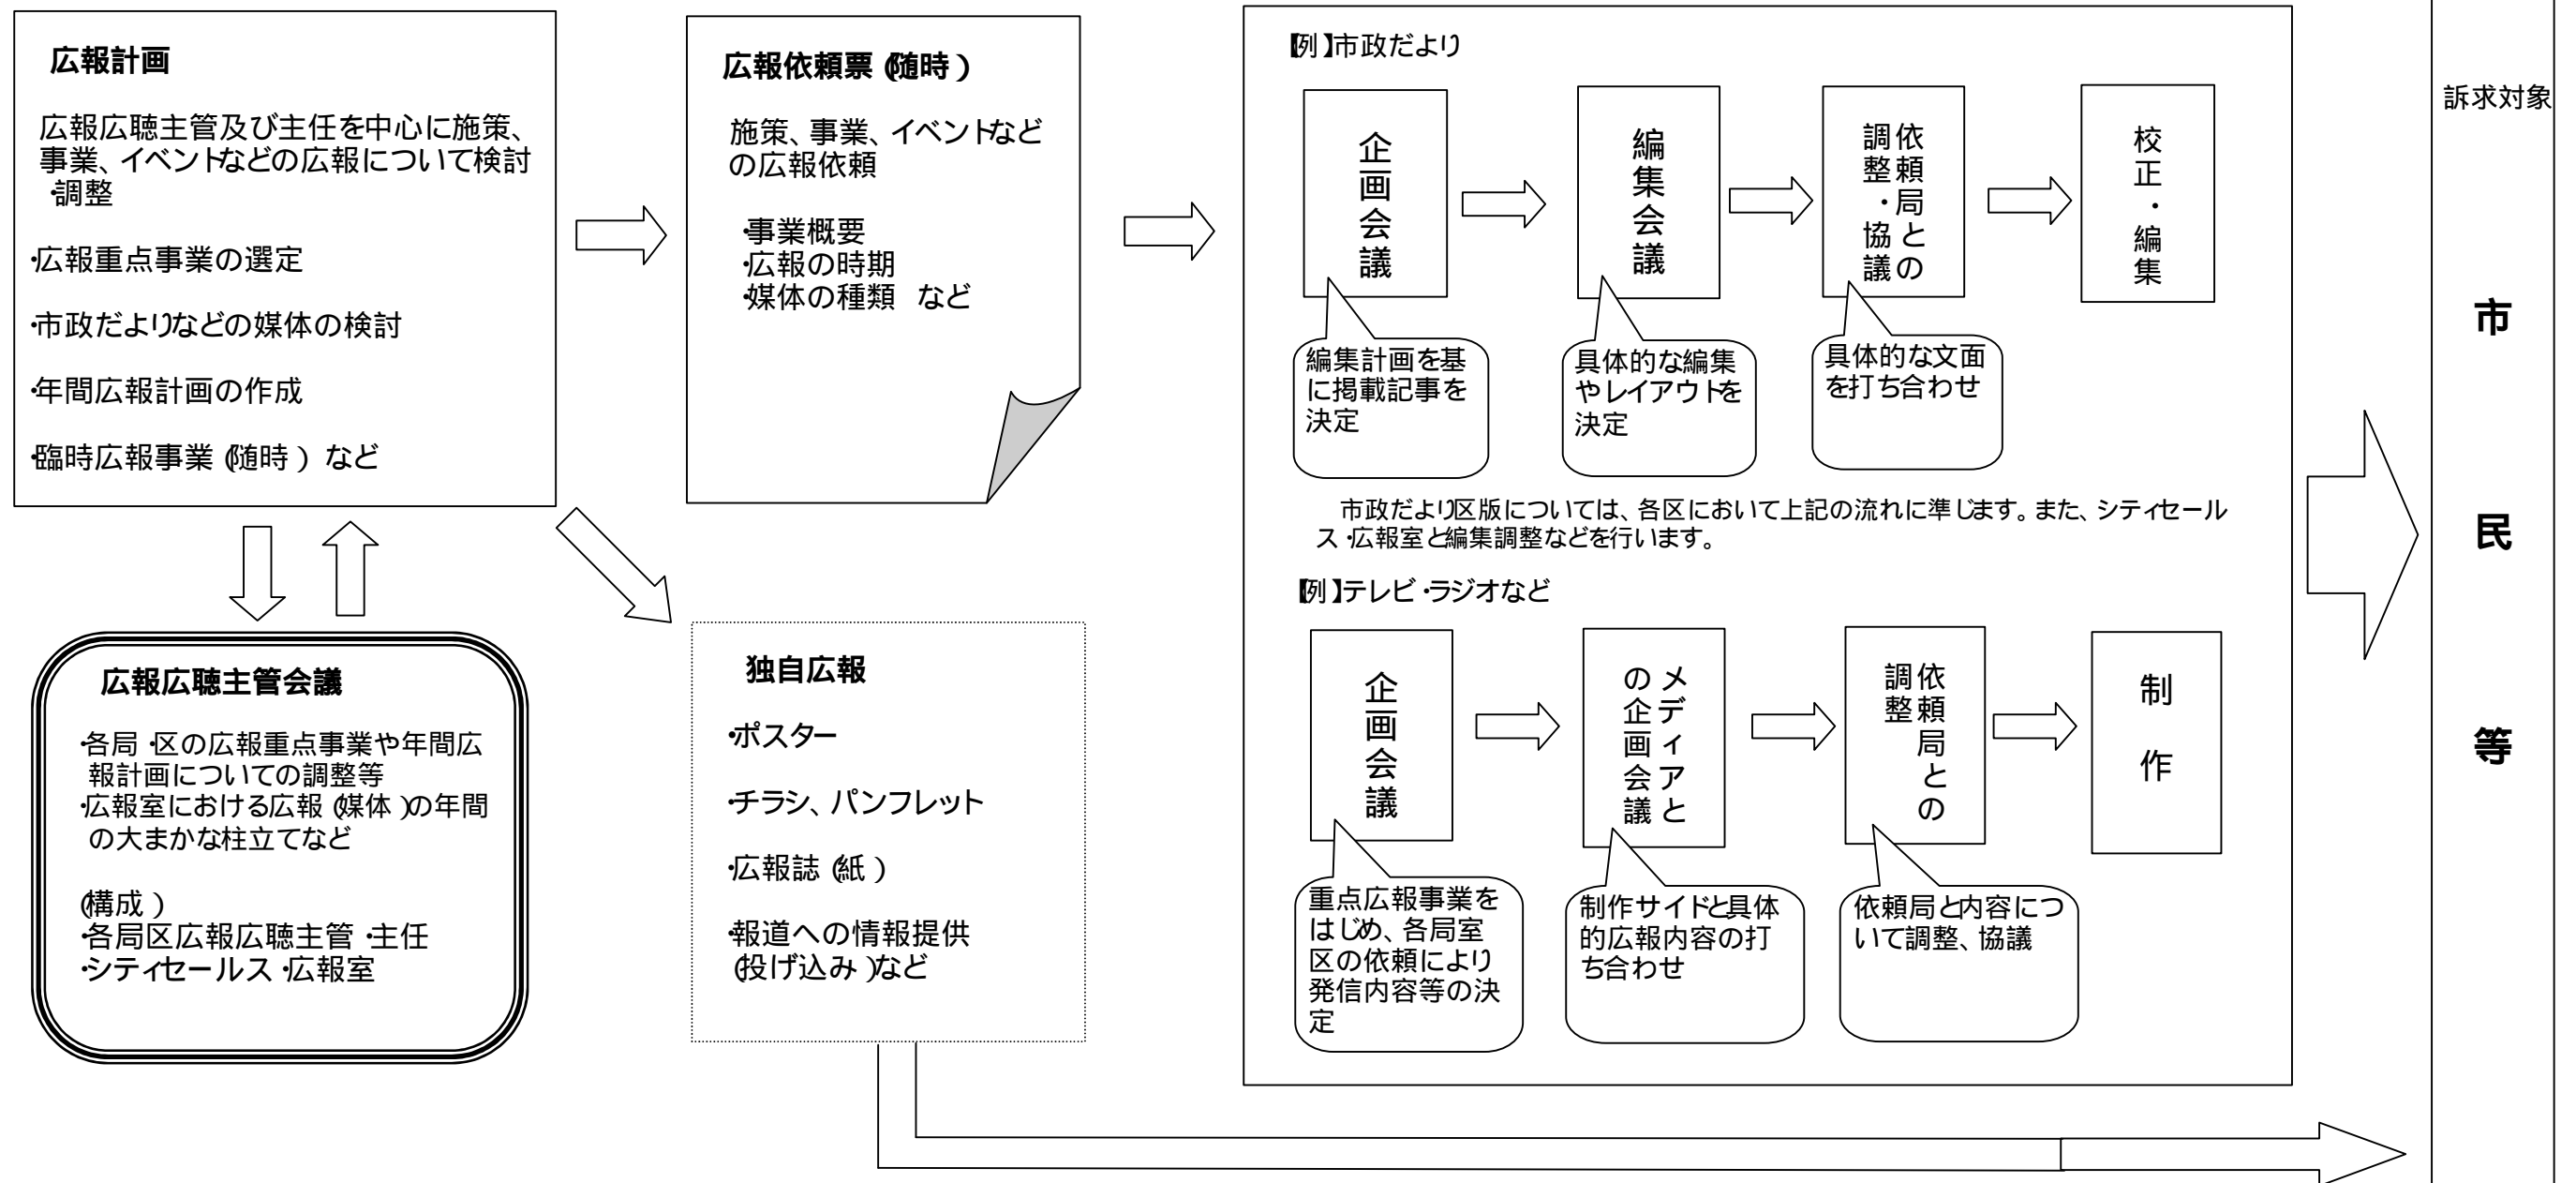 広報計画
広報広聴主管及び主任を中心に施策、
事業、イベントなどの広報について検討
・調整
・広報重点事業の選定
・市政だよりなどの媒体の検討
・年間広報計画の作成
・臨時広報事業(随時)など
広報広聴主管会議
・各局・区の広報重点事業や年間広
報計画についての調整等
・広報室における広報(媒体)の年間
の大まかな柱立てなど
(構成)
・各局区広報広聴主管・主任
・シティセールス・広報室
広報依頼票(随時)
施策、事業、イベントなど
の広報依頼
・事業概要
・広報の時期
・媒体の種類 など
独自広報
・ポスター
・チラシ、パンフレット
・広報誌(紙)
・報道への情報提供
(投げ込み)など
【例】市政だより
企画会議
編集会議
依頼局との
調整・協議
校正・編集
編集計画を基
に掲載記事を
決定
具体的な編集
やレイアウトを
決定
具体的な文面
を打ち合わせ
市政だより区版については、各区において上記の流れに準じます。また、シティセール
ス・広報室と編集調整などを行います。
【例】テレビ・ラジオなど
企画会議
メディアと
の企画会議
依頼局との
調整
制作
重点広報事業を
はじめ、各局室
区の依頼により
発信内容等の決
定
制作サイドと具体
的広報内容の打
ち合わせ
依頼局と内容につ
いて調整、協議
訴求対象
市民等